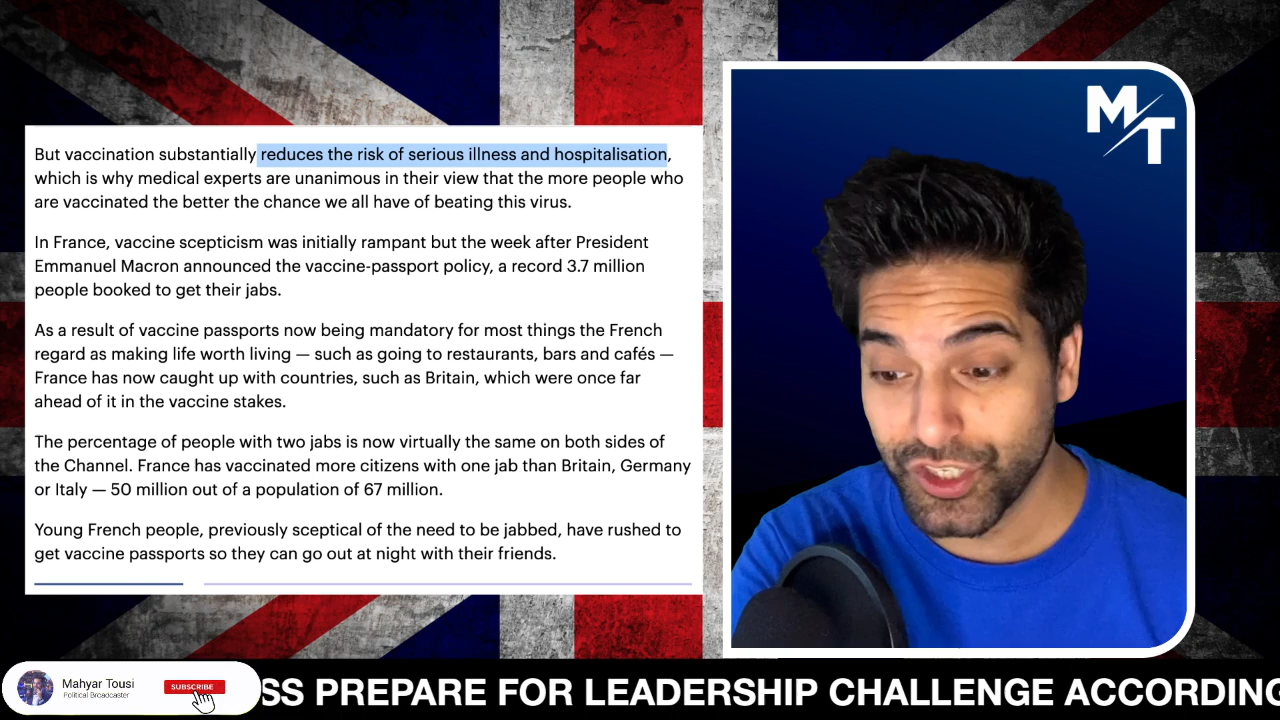 But vaccination substantially reduces the risk of serious illness and hospitalisation,
which is why medical experts are unanimous in their view that the more people who
are vaccinated the better the chance we all have of beating this virus.
In France, vaccine scepticism was initially rampant but the week after President
Emmanuel Macron announced the vaccine-passport policy, a record 3.7 million
people booked to get their jabs.
As a result of vaccine passports now being mandatory for most things the French
regard as making life worth living — such as going to restaurants, bars and cafés —
France has now caught up with countries, such as Britain, which were once far
ahead of it in the vaccine stakes.
The percentage of people with two jabs is now virtually the same on both sides of
the Channel. France has vaccinated more citizens with one jab than Britain, Germany
or Italy — 50 million out of a population of 67 million.
Young French people, previously sceptical of the need to be jabbed, have rushed to
get vaccine passports so they can go out at night with their friends.
M/T
Mahyar Tousi
Political Broadcaster
SUBSCRIBE
SS PREPARE FOR LEADERSHIP CHALLENGE ACCORDING